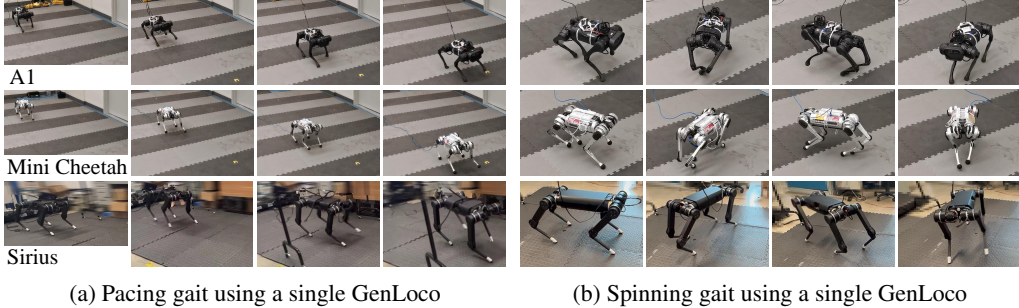 A1
Mini Cheetah
Sirius
(a) Pacing gait using a single GenLoco
(b) Spinning gait using a single GenLoco